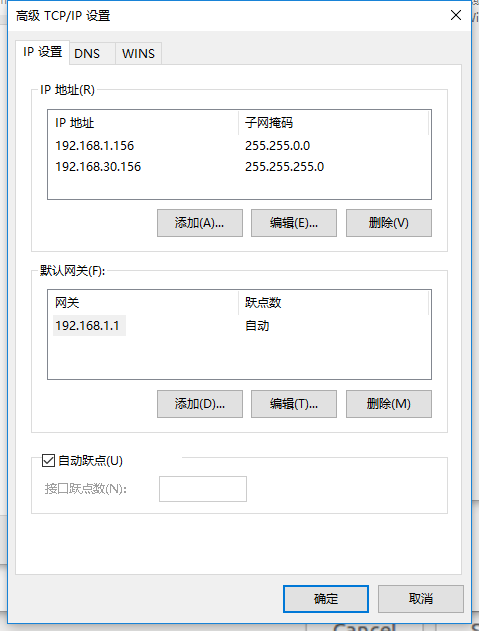 高级 TCP/IP 设置
IP 设置 DNS WINS
IP 地址(R)
IP 地址 子网掩码
192.168.1.156 255.255.0.0
192.168.30.156 255.255.255.0
添加(A)... 编辑(E)... 删除(V)
默认网关(F):
网关 跃点数
192.168.1.1 自动
添加(D)... 编辑(T)... 删除(M)
自动跃点(U)
接口跃点数(N):
确定 取消
Cancel